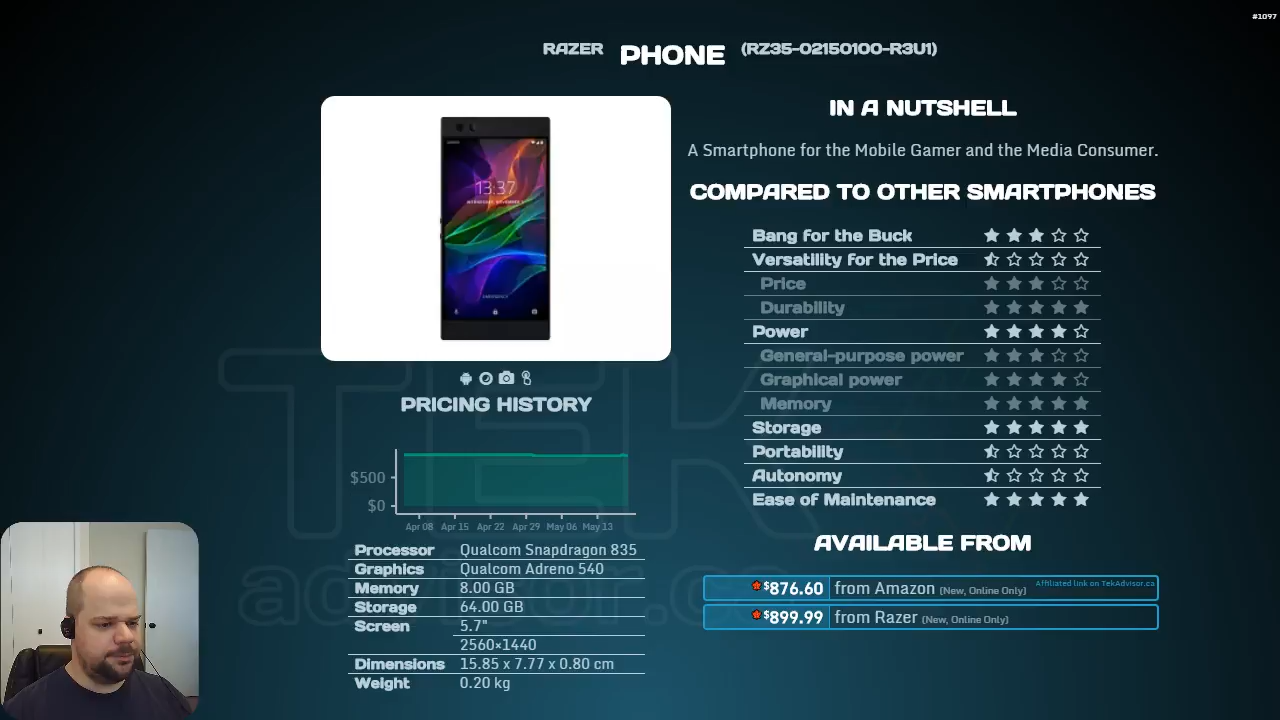 #1097
RAZER PHONE (RZ35-02150100-R3U1)
13:37
EMERGENCY
PRICING HISTORY
$500
$0
Apr 08 Apr 15 Apr 22 Apr 29 May 06 May 13
Processor Qualcom Snapdragon 835
Graphics Qualcom Adreno 540
Memory 8.00 GB
Storage 64.00 GB
Screen 5.7"
2560×1440
Dimensions 15.85 x 7.77 x 0.80 cm
Weight 0.20 kg
IN A NUTSHELL
A Smartphone for the Mobile Gamer and the Media Consumer.
COMPARED TO OTHER SMARTPHONES
Bang for the Buck
Versatility for the Price
Price
Durability
Power
General-purpose power
Graphical power
Memory
Storage
Portability
Autonomy
Ease of Maintenance
AVAILABLE FROM
$876.60 from Amazon (New, Online Only) Affiliated link on TekAdvisor.ca
$899.99 from Razer (New, Online Only)
TEK
advisor.ca